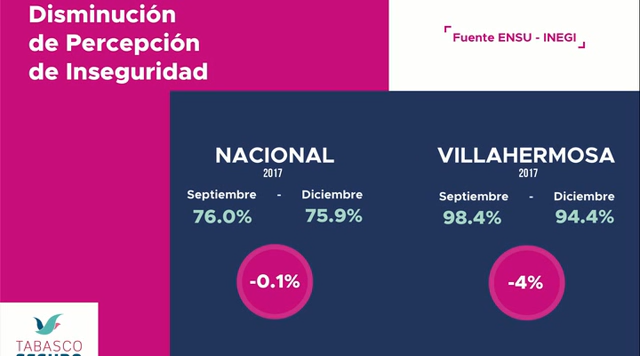 Disminución
de Percepción
de Inseguridad
Fuente ENSU - INEGI
NACIONAL
2017
Septiembre - Diciembre
76.0% 75.9%
-0.1%
VILLAHERMOSA
2017
Septiembre - Diciembre
98.4% 94.4%
-4%
TABASCO